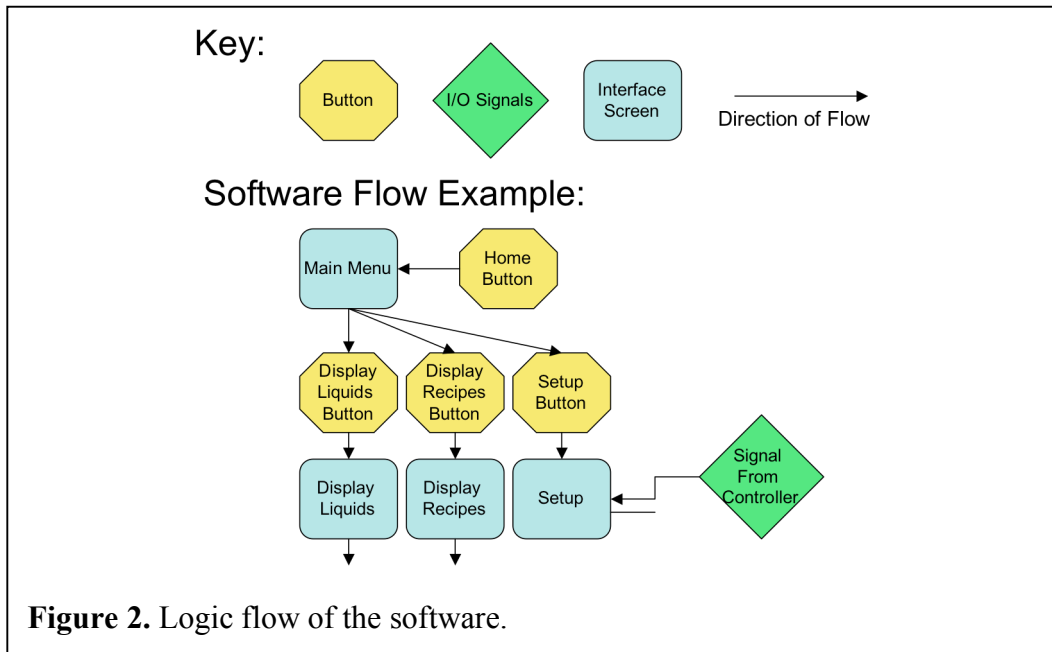 Key:
Button
I/O Signals
Interface
Screen
Direction of Flow
Software Flow Example:
Main Menu
Home
Button
Display
Liquids
Button
Display
Recipes
Button
Setup
Button
Display
Liquids
Display
Recipes
Setup
Signal
From
Controller
Figure 2. Logic flow of the software.